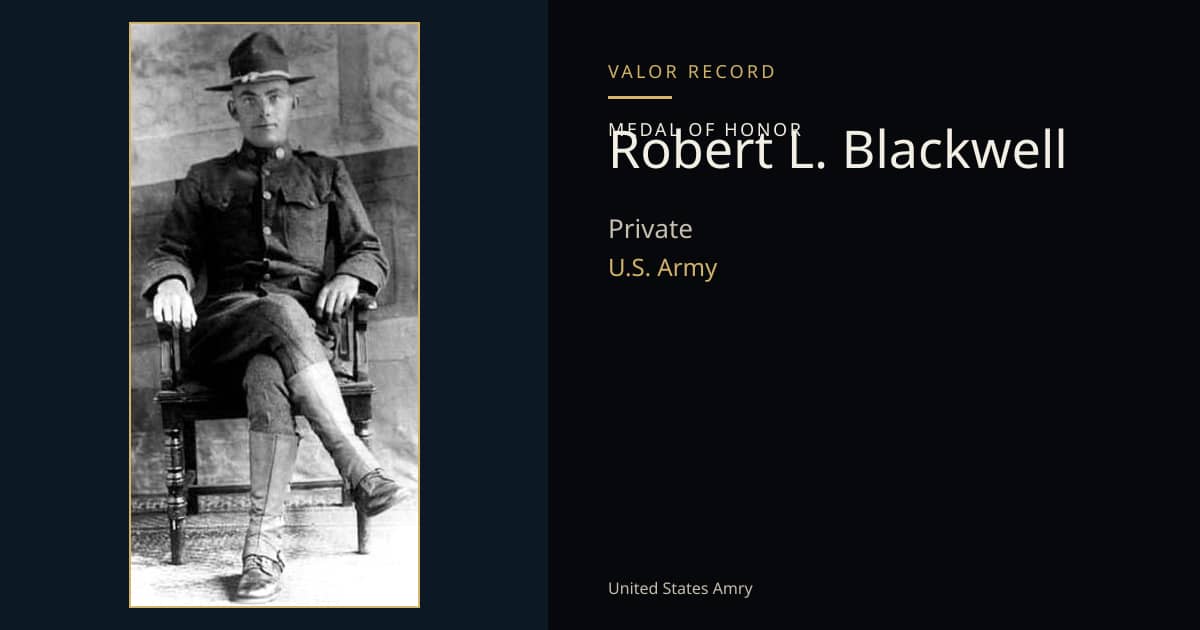 VALOR RECORD
MEDAL OF HONOR
Robert L. Blackwell
Private
U.S. Army
United States Amry